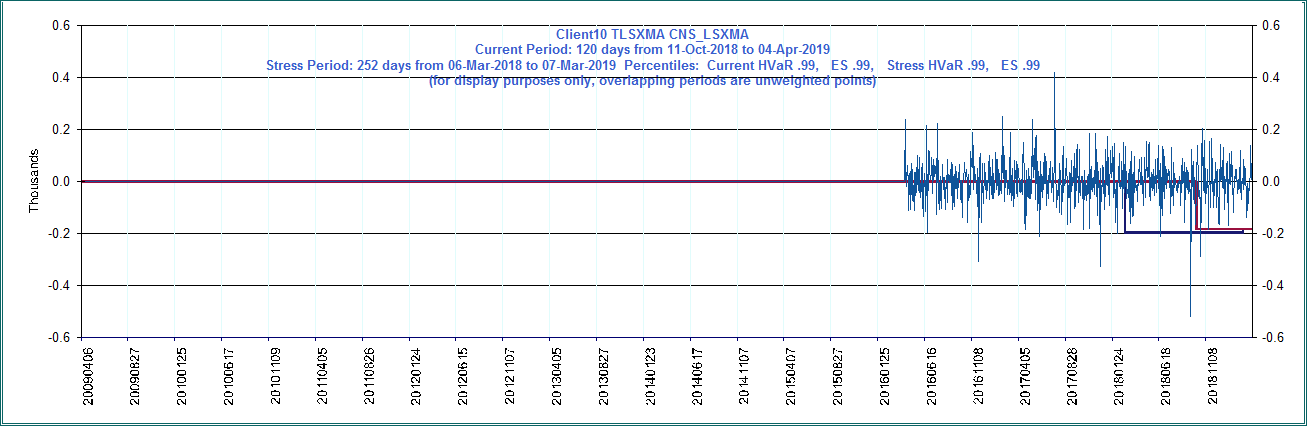 Client10 TLSXMA CNS_LSXMA
Current Period: 120 days from 11-Oct-2018 to 04-Apr-2019
Stress Period: 252 days from 06-Mar-2018 to 07-Mar-2019 Percentiles: Current HVaR .99, ES .99, Stress HVaR .99, ES .99
(for display purposes only, overlapping periods are unweighted points)
0.6 0.6
0.4 0.4
0.2 0.2
0.0 0.0
-0.2 -0.2
-0.4 -0.4
-0.6 -0.6
Thousands
20090406 20090827 20100125 20100617 20101109 20110405 20110826 20120124 20120615 20121107 20130405 20130827 20140123 20140617 20141107 20150407 20150827 20160125 20160616 20161108 20170405 20170828 20180124 20180618 20181108